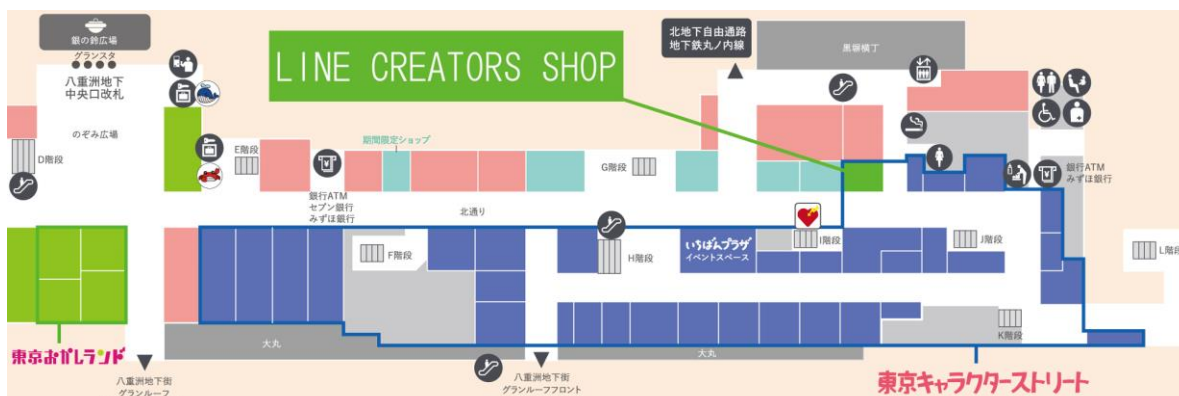 銀の鈴広場
グランスタ
八重洲地下
中央口改札
のぞみ広場
D階段
E階段
銀行ATM
セブン銀行
みずほ銀行
期間限定ショップ
LINE CREATORS SHOP
北地下自由通路
地下鉄丸ノ内線
黒塀横丁
G階段
北通り
銀行ATM
みずほ銀行
F階段
H階段
いちばんプラザ
イベントスペース
I階段
J階段
L階段
K階段
東京おかしランド
大丸
大丸
八重洲地下街
グランルーフ
八重洲地下街
グランルーフフロント
東京キャラクターストリート